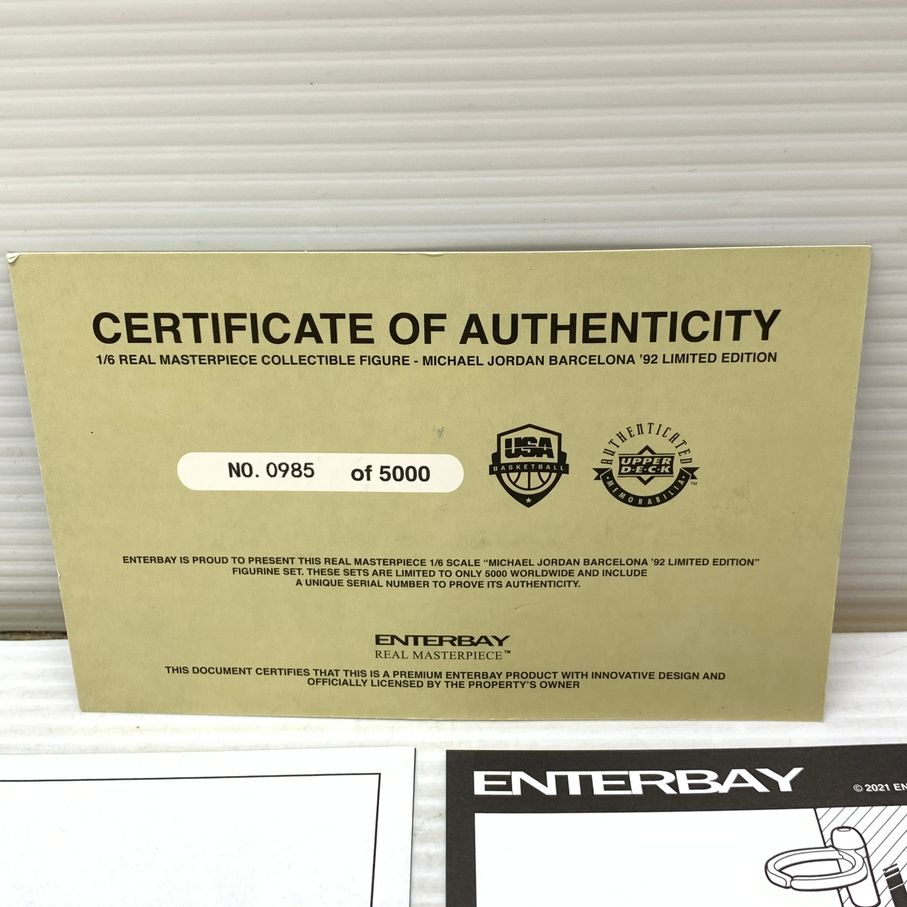 CERTIFICATE OF AUTHENTICITY
1/6 REAL MASTERPIECE COLLECTIBLE FIGURE - MICHAEL JORDAN BARCELONA '92 LIMITED EDITION
NO. 0985 of 5000
USA
BASKETBALL
AUTHENTICATED
UPPER
D·E·C·K
MEMORABILIA
TM
ENTERBAY IS PROUD TO PRESENT THIS REAL MASTERPIECE 1/6 SCALE "MICHAEL JORDAN BARCELONA '92 LIMITED EDITION"
FIGURINE SET. THESE SETS ARE LIMITED TO ONLY 5000 WORLDWIDE AND INCLUDE
A UNIQUE SERIAL NUMBER TO PROVE ITS AUTHENTICITY.
ENTERBAY
REAL MASTERPIECE™
THIS DOCUMENT CERTIFIES THAT THIS IS A PREMIUM ENTERBAY PRODUCT WITH INNOVATIVE DESIGN AND
OFFICIALLY LICENSED BY THE PROPERTY'S OWNER
ENTERBAY
© 2021 EN